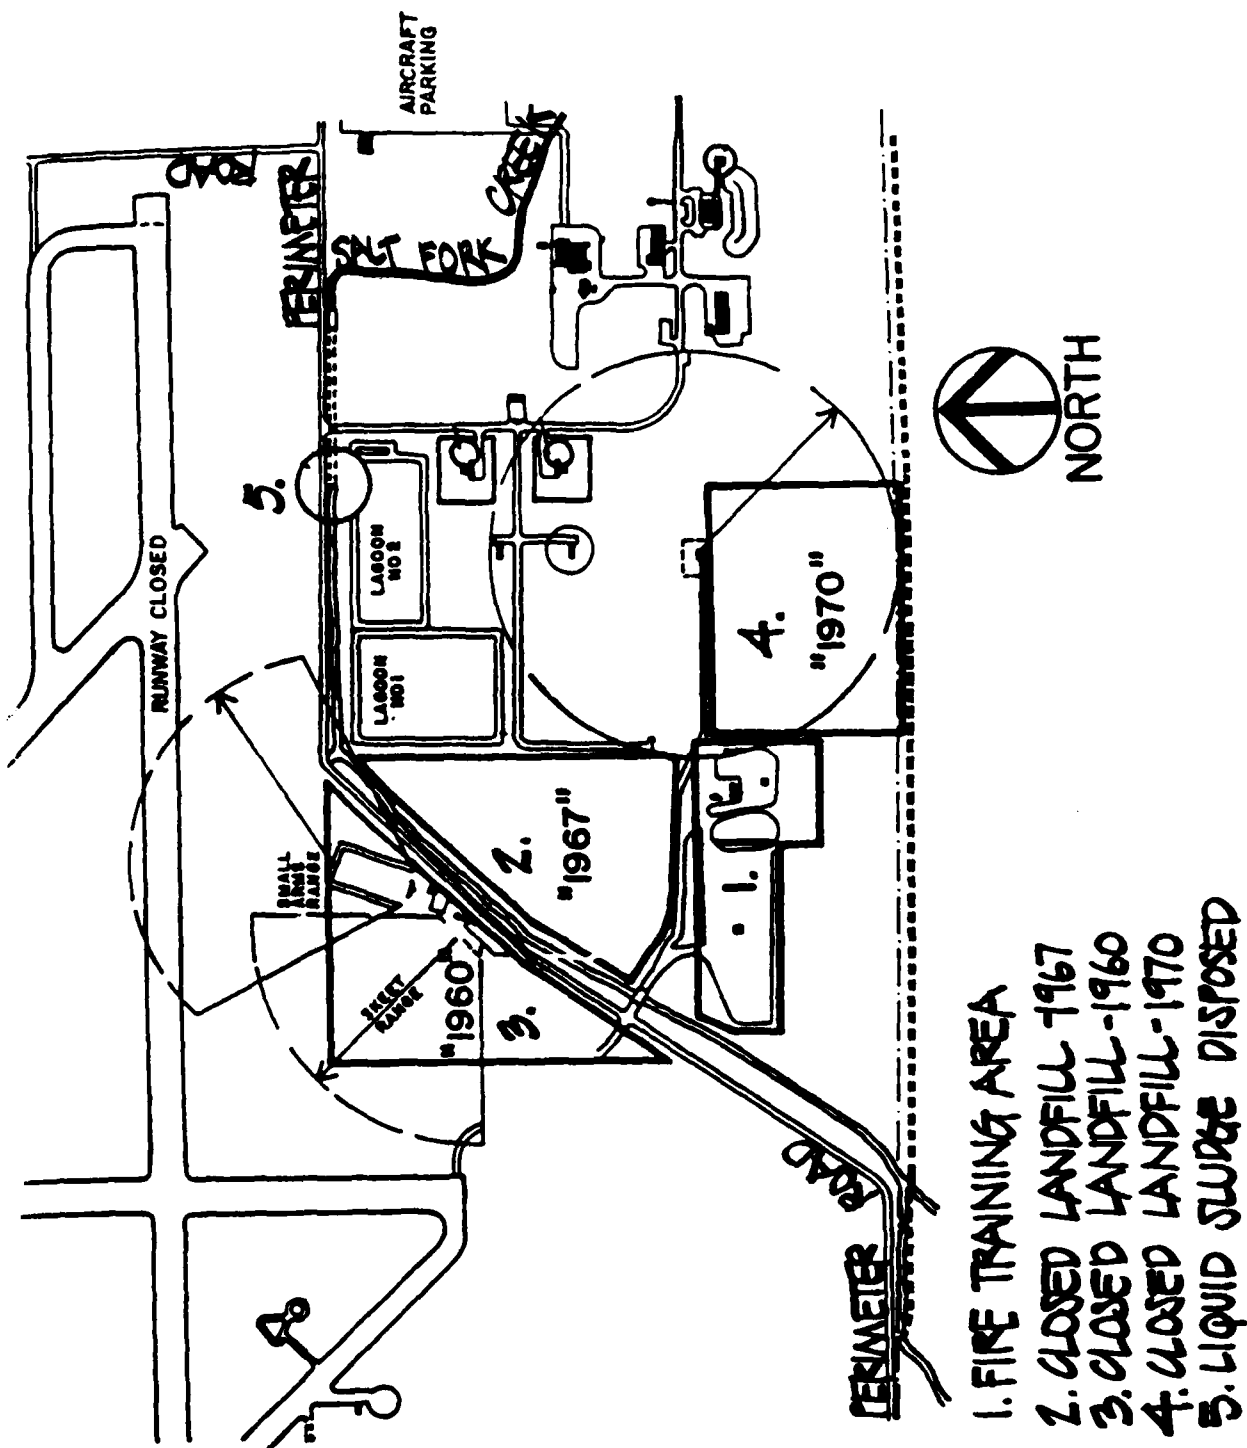 AIRCRAFT
PARKING
ROAD
PERIMETER
SALT FORK CREEK
RUNWAY CLOSED
5.
LAGOON
NO 2
LAGOON
NO 1
SMALL
ARMS
RANGE
SKEET
RANGE
"1960"
3.
2.
"1967"
4.
"1970"
1.
PERIMETER ROAD
NORTH
1. FIRE TRAINING AREA
2. CLOSED LANDFILL-1967
3. CLOSED LANDFILL-1960
4. CLOSED LANDFILL-1970
5. LIQUID SLUDGE DISPOSED